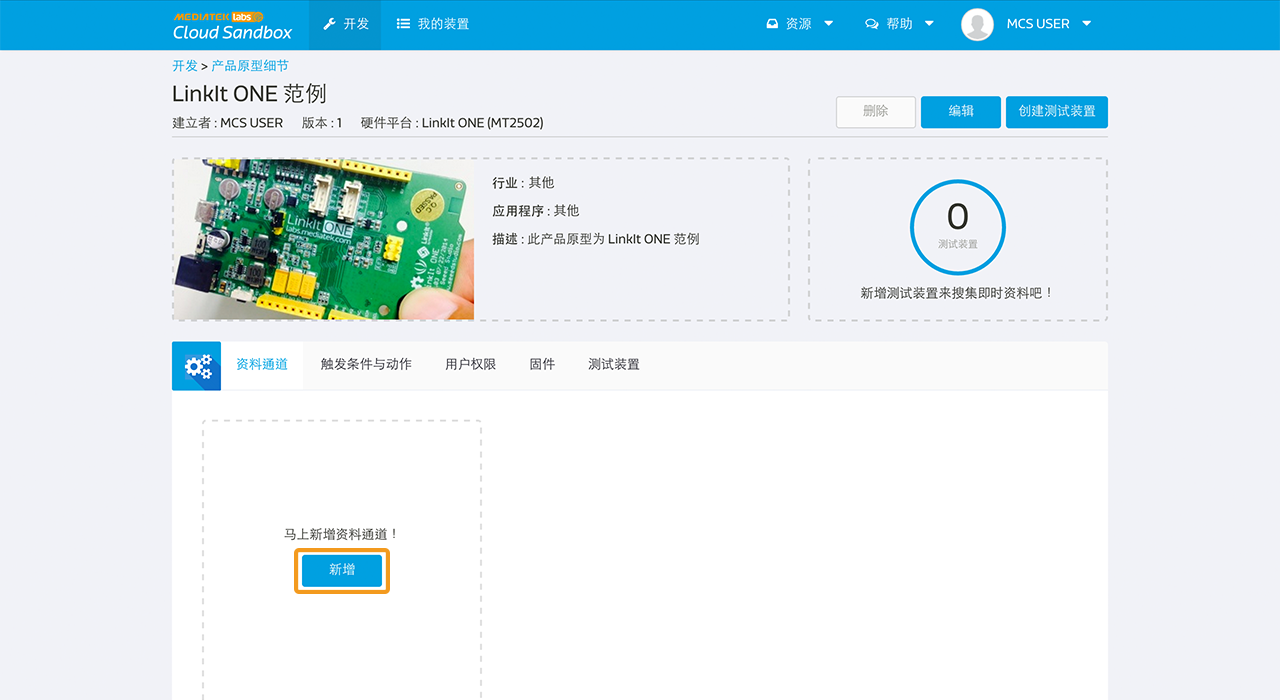 MEDIATEK labs
Cloud Sandbox
开发
我的装置
资源
帮助
MCS USER
开发 > 产品原型细节
LinkIt ONE 范例
建立者 : MCS USER 版本 : 1 硬件平台 : LinkIt ONE (MT2502)
删除
编辑
创建测试装置
LinkIt ONE
labs.mediatek.com
QC
PASSED
行业 : 其他
应用程序 : 其他
描述 : 此产品原型为 LinkIt ONE 范例
0
测试装置
新增测试装置来搜集即时资料吧！
资料通道
触发条件与动作
用户权限
固件
测试装置
马上新增资料通道！
新增